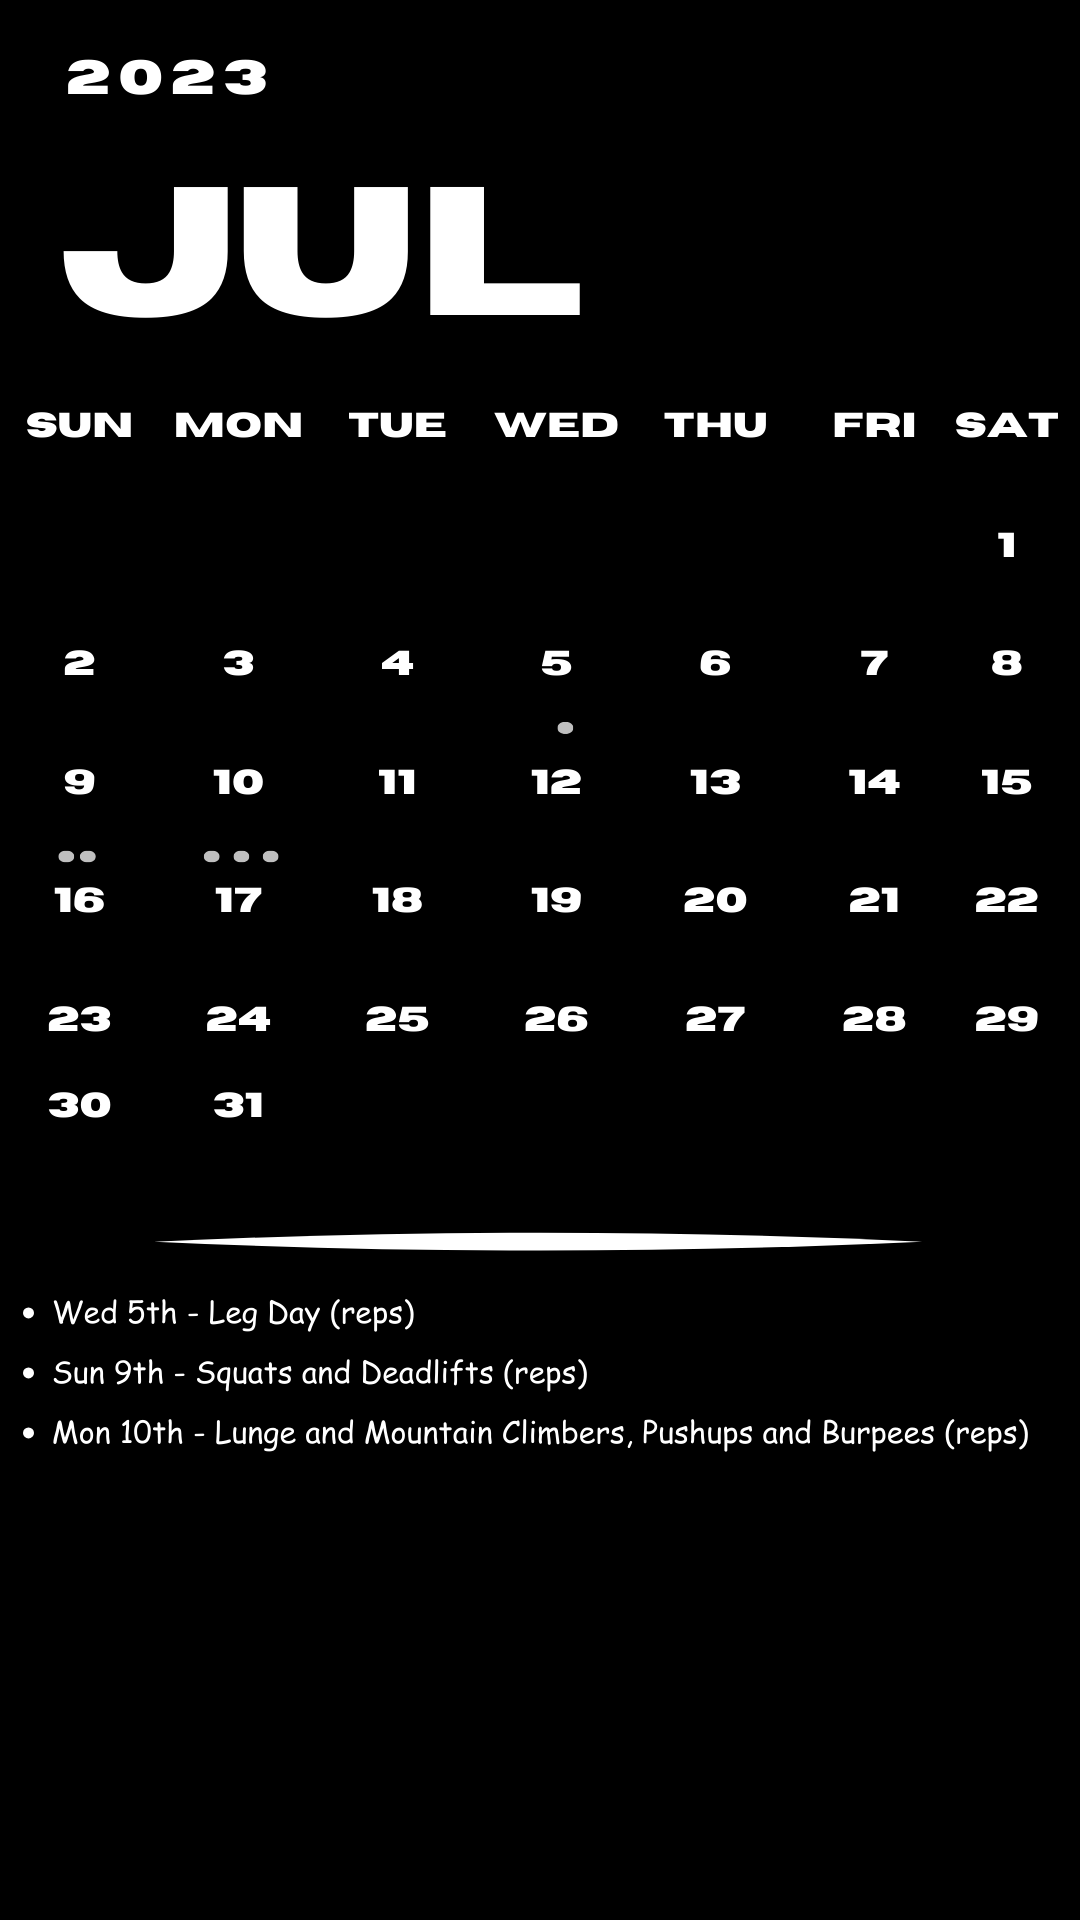 2023
JUL
SUN MON TUE WED THU FRI SAT
1
2 3 4 5 6 7 8
9 10 11 12 13 14 15
16 17 18 19 20 21 22
23 24 25 26 27 28 29
30 31
• Wed 5th - Leg Day (reps)
• Sun 9th - Squats and Deadlifts (reps)
• Mon 10th - Lunge and Mountain Climbers, Pushups and Burpees (reps)